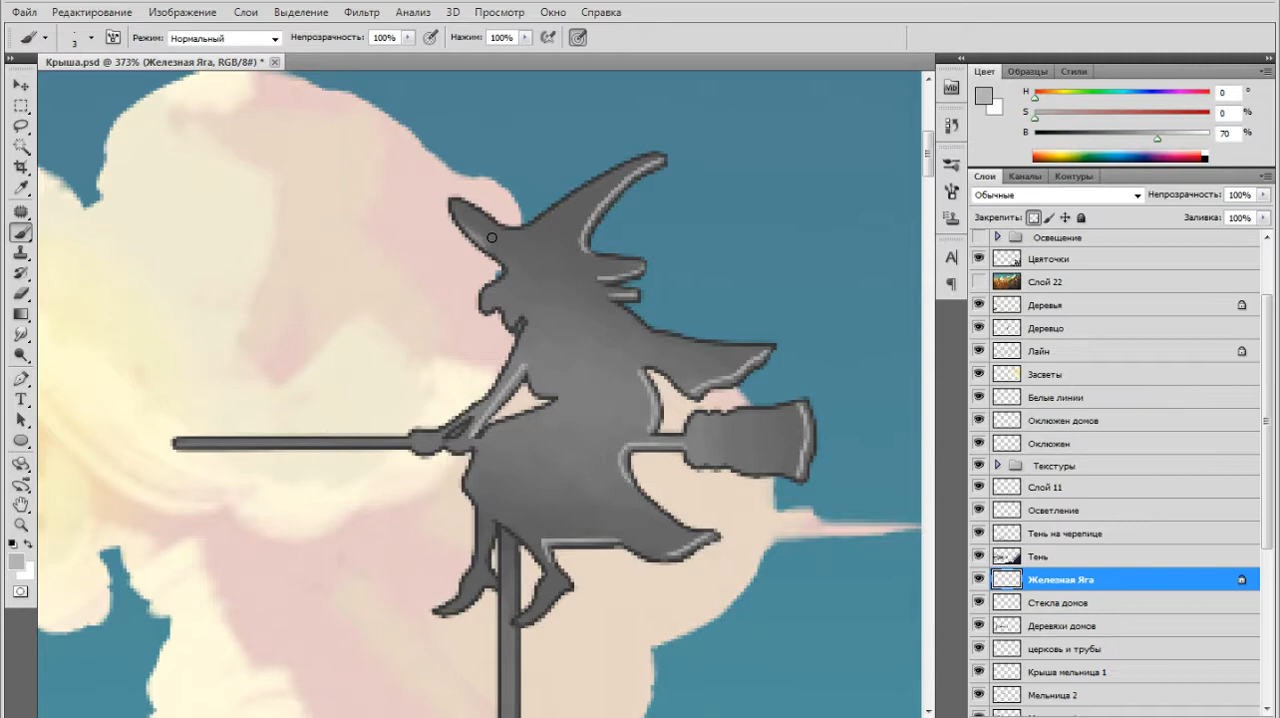 Файл Редактирование Изображение Слои Выделение Фильтр Анализ 3D Просмотр Окно Справка
3 Режим: Нормальный Непрозрачность: 100% Нажим: 100%
Крыша.psd @ 373% (Железная Яга, RGB/8#) *
Цвет Образцы Стили
H 0 °
S 0 %
B 70 %
Слои Каналы Контуры
Обычные Непрозрачность: 100%
Закрепить: Заливка: 100%
Освещение
Цвяточки
Слой 22
Деревья
Деревцо
Лайн
Засветы
Белые линии
Оклюжен домов
Оклюжен
Текстуры
Слой 11
Осветление
Тень на черепице
Тень
Железная Яга
Стекла домов
Деревяхи домов
церковь и трубы
Крыша мельница 1
Мельница 2